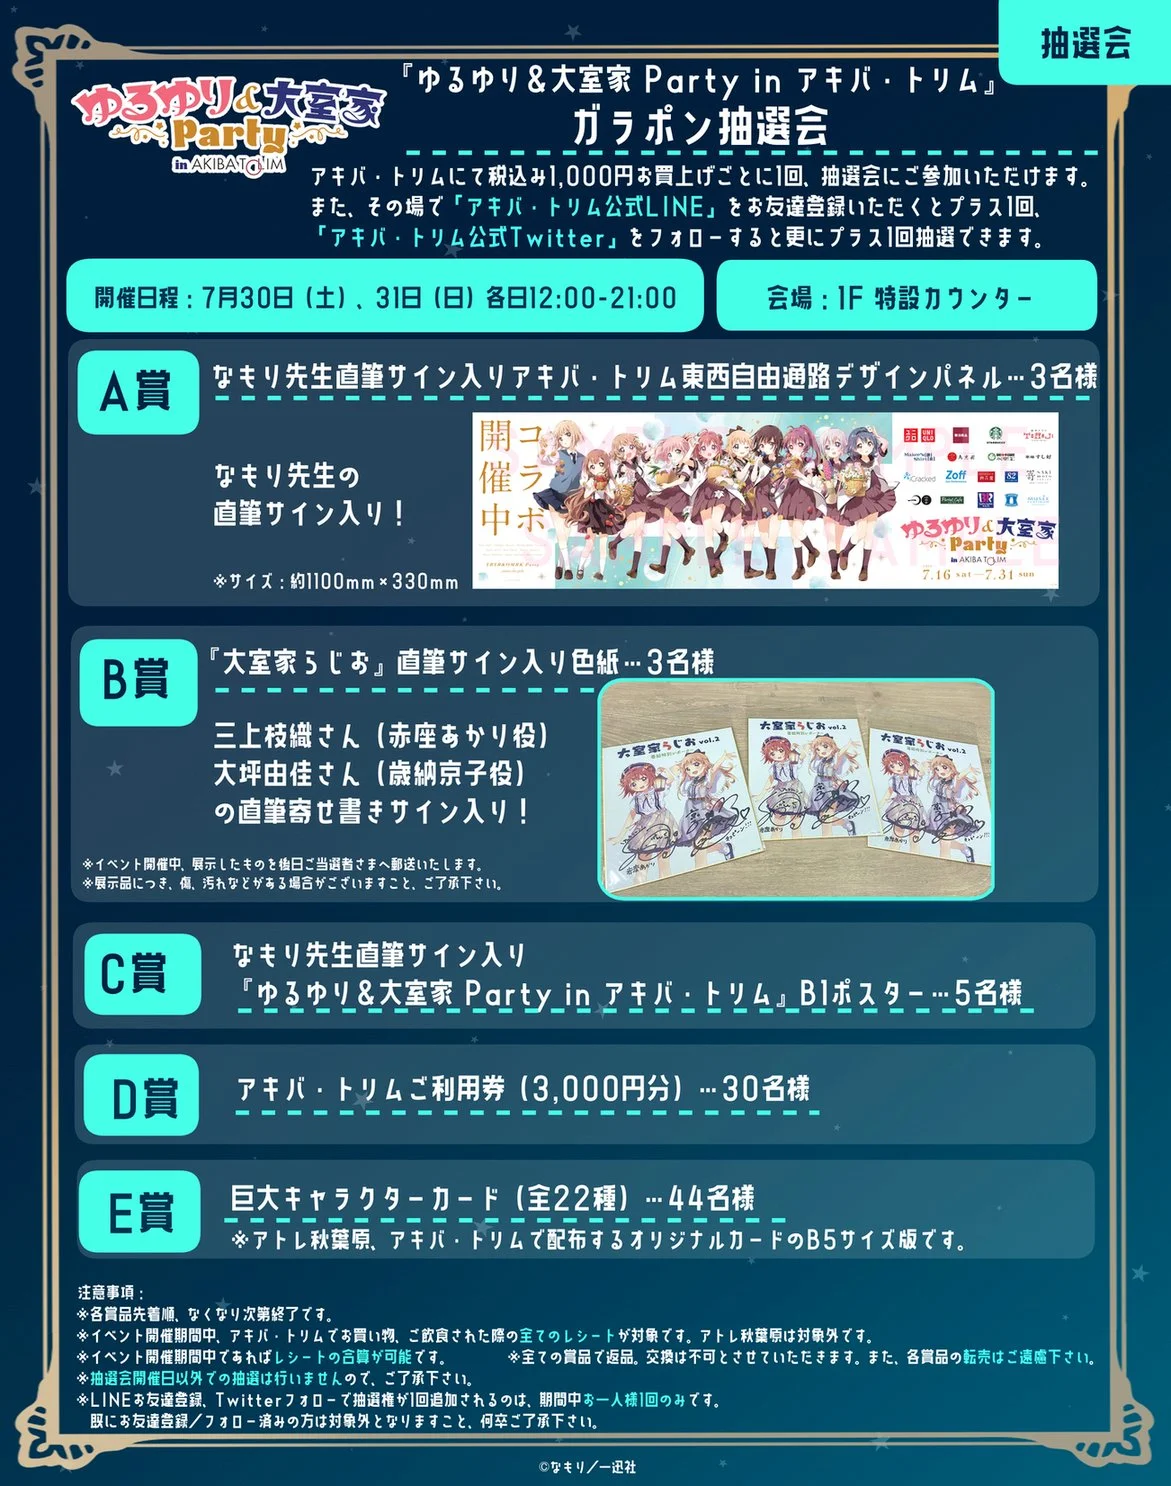 抽選会
ゆるゆり&大室家
Party
in AKIBA TOLIM
『ゆるゆり&大室家 Party in アキバ・トリム』
ガラポン抽選会
アキバ・トリムにて税込み1,000円お買上げごとに1回、抽選会にご参加いただけます。
また、その場で「アキバ・トリム公式LINE」をお友達登録いただくとプラス1回、
「アキバ・トリム公式Twitter」をフォローすると更にプラス1回抽選できます。
開催日程：7月30日（土）、31日（日）各日12:00-21:00
会場：1F 特設カウンター
A賞
なもり先生直筆サイン入りアキバ・トリム東西自由通路デザインパネル…3名様
なもり先生の
直筆サイン入り！
※サイズ：約1100mm×330mm
コラボ
開催中
UNIQLO
STARBUCKS
Cracked
Zoff
ゆるゆり&大室家
Party
in AKIBA TOLIM
7.16 sat—7.31 sun
B賞
『大室家らじお』直筆サイン入り色紙…3名様
三上枝織さん（赤座あかり役）
大坪由佳さん（歳納京子役）
の直筆寄せ書きサイン入り！
※イベント開催中、展示したものを後日ご当選者さまへ郵送いたします。
※展示品につき、傷、汚れなどがある場合がございますこと、ご了承下さい。
大室家らじお vol.2
大室家らじお vol.2
大室家らじお vol.2
C賞
なもり先生直筆サイン入り
『ゆるゆり&大室家 Party in アキバ・トリム』B1ポスター…5名様
D賞
アキバ・トリムご利用券（3,000円分）…30名様
E賞
巨大キャラクターカード（全22種）…44名様
※アトレ秋葉原、アキバ・トリムで配布するオリジナルカードのB5サイズ版です。
注意事項：
※各賞品先着順、なくなり次第終了です。
※イベント開催期間中、アキバ・トリムでお買い物、ご飲食された際の全てのレシートが対象です。アトレ秋葉原は対象外です。
※イベント開催期間中であればレシートの合算が可能です。 ※全ての賞品で返品。交換は不可とさせていただきます。また、各賞品の転売はご遠慮下さい。
※抽選会開催日以外での抽選は行いませんので、ご了承下さい。
※LINEお友達登録、Twitterフォローで抽選権が1回追加されるのは、期間中お一人様1回のみです。
既にお友達登録／フォロー済みの方は対象外となりますこと、何卒ご了承下さい。
©なもり／一迅社